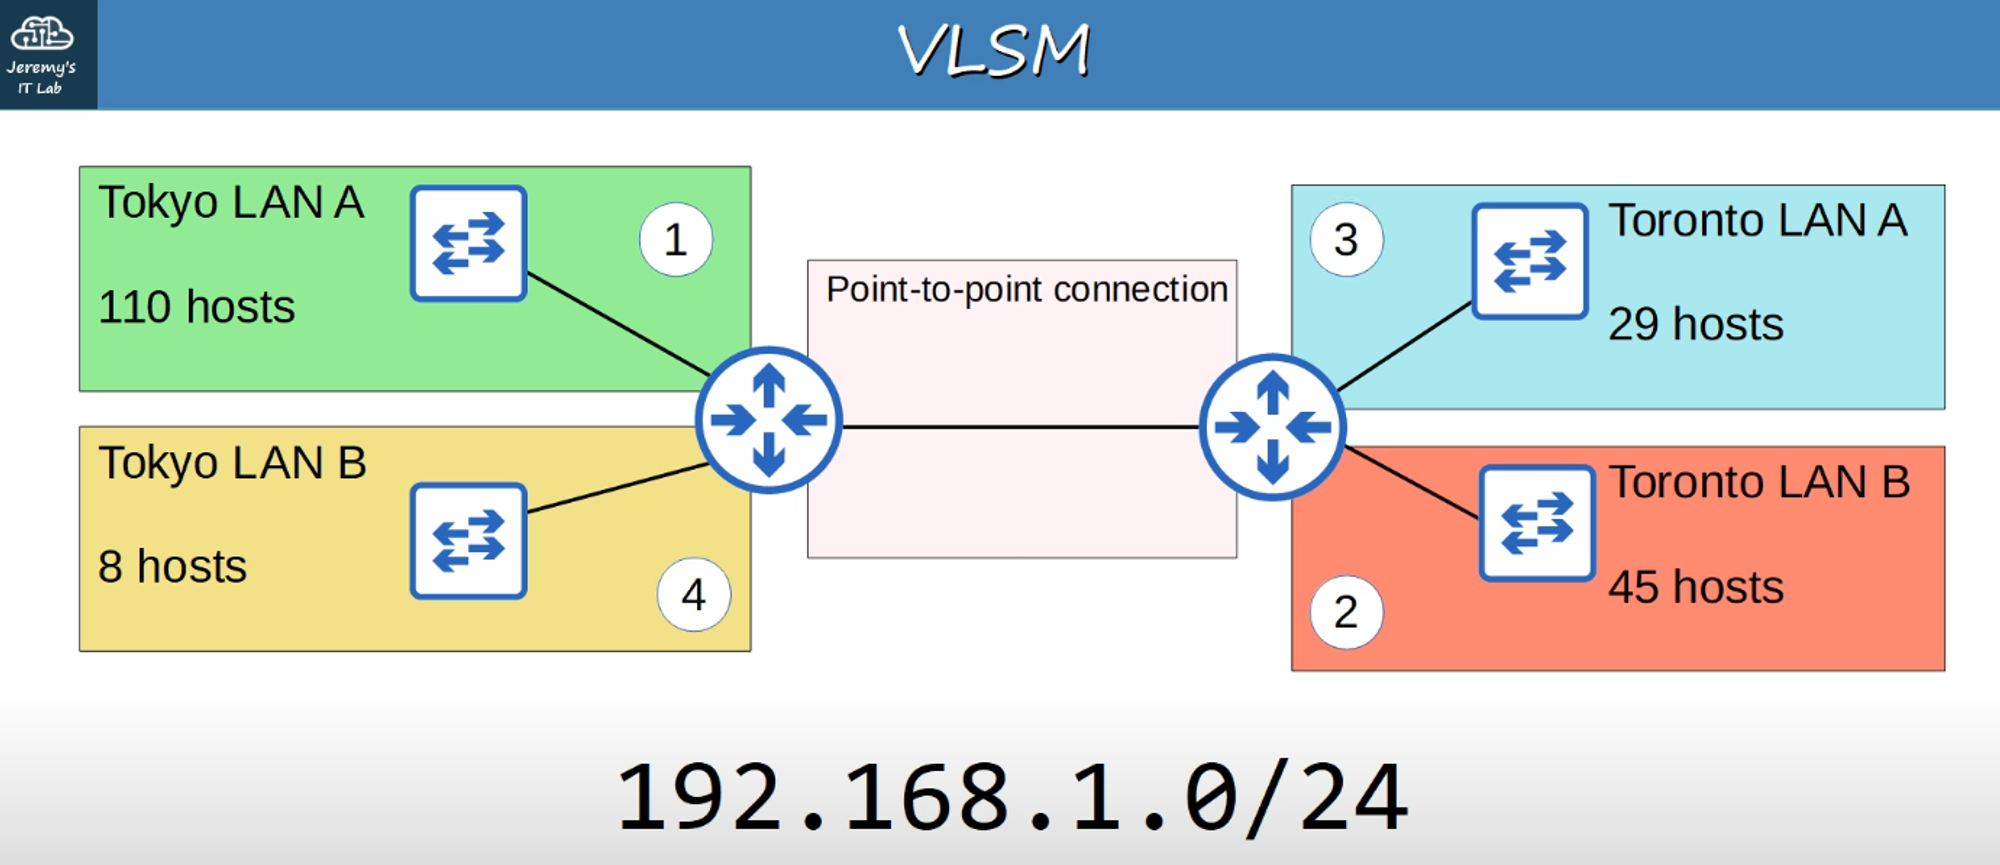 Jeremy's
IT Lab
VLSM
Tokyo LAN A
110 hosts
1
Point-to-point connection
3
Toronto LAN A
29 hosts
Tokyo LAN B
8 hosts
4
Toronto LAN B
45 hosts
2
192.168.1.0/24